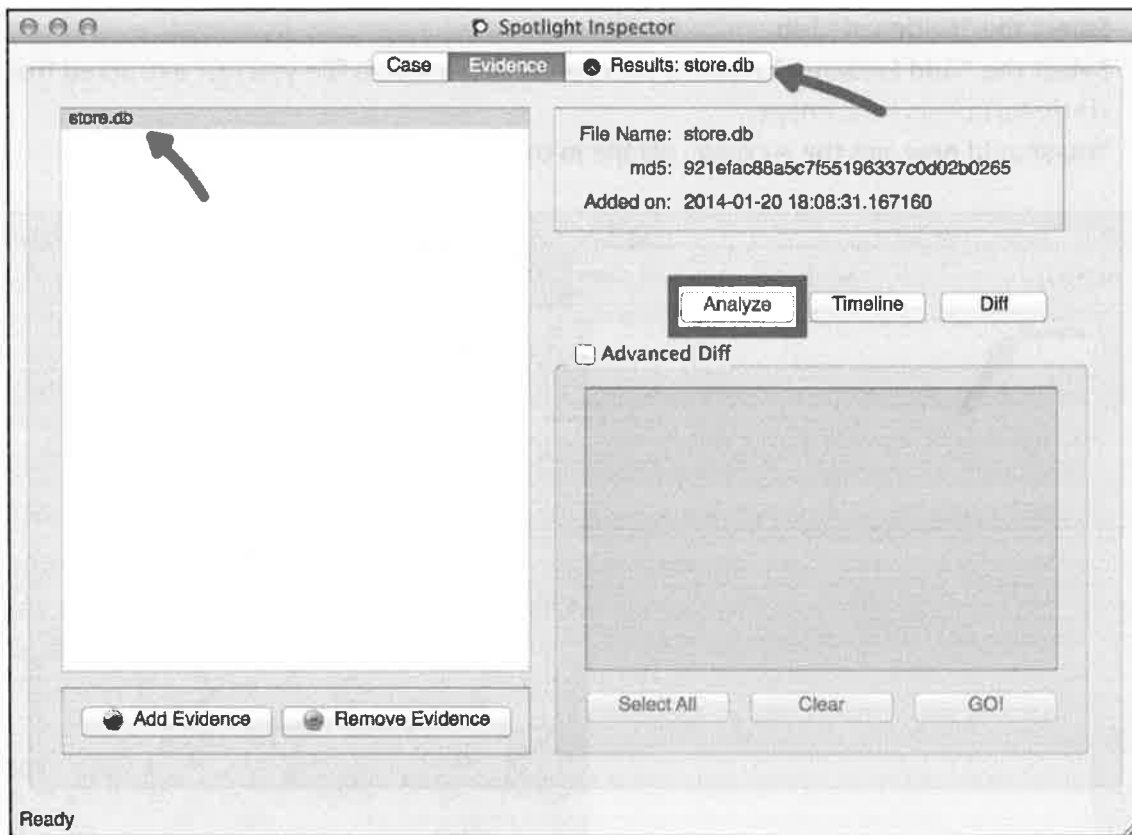 Spotlight Inspector
Case Evidence Results: store.db
store.db
File Name: store.db
md5: 921efac88a5c7f55196337c0d02b0265
Added on: 2014-01-20 18:08:31.167160
Analyze Timeline Diff
Advanced Diff
Select All Clear GO!
Add Evidence Remove Evidence
Ready